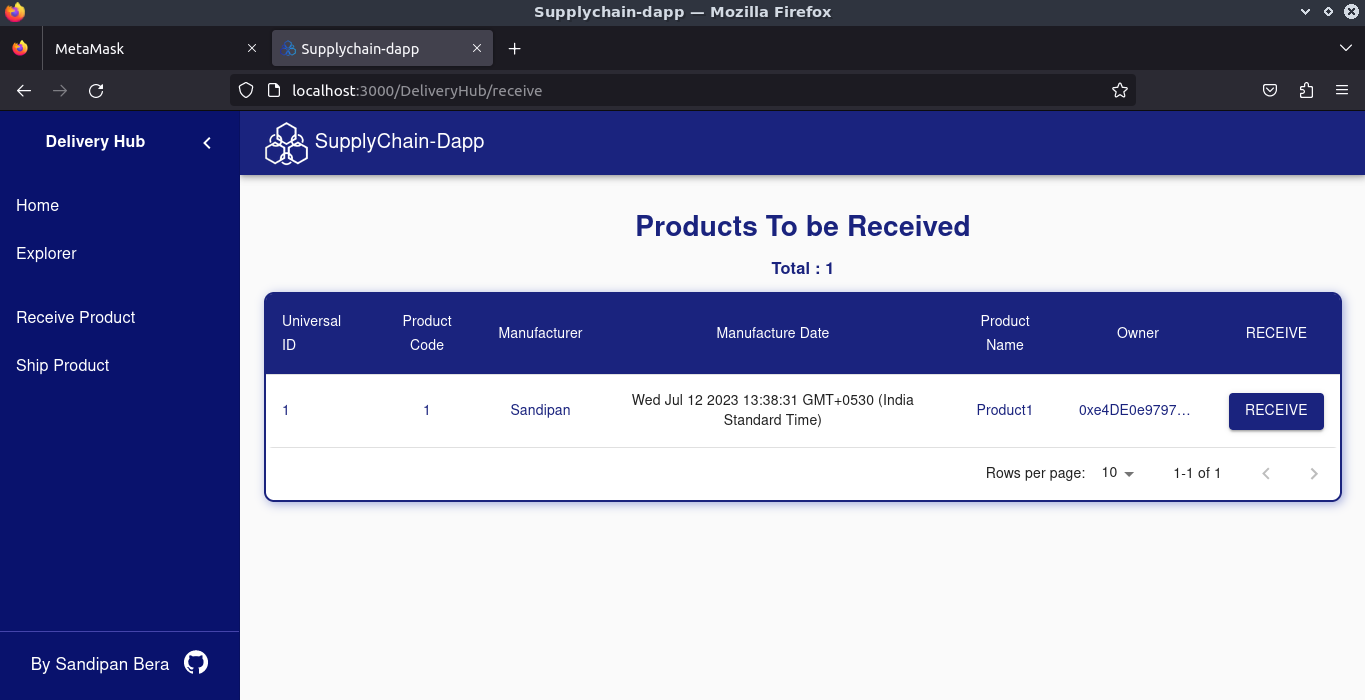 Supplychain-dapp — Mozilla Firefox
MetaMask
Supplychain-dapp
localhost:3000/DeliveryHub/receive
Delivery Hub
SupplyChain-Dapp
Home
Explorer
Receive Product
Ship Product
By Sandipan Bera
Products To be Received
Total : 1
Universal
ID
Product
Code
Manufacturer
Manufacture Date
Product
Name
Owner
RECEIVE
1
1
Sandipan
Wed Jul 12 2023 13:38:31 GMT+0530 (India
Standard Time)
Product1
0xe4DE0e9797...
RECEIVE
Rows per page: 10
1-1 of 1